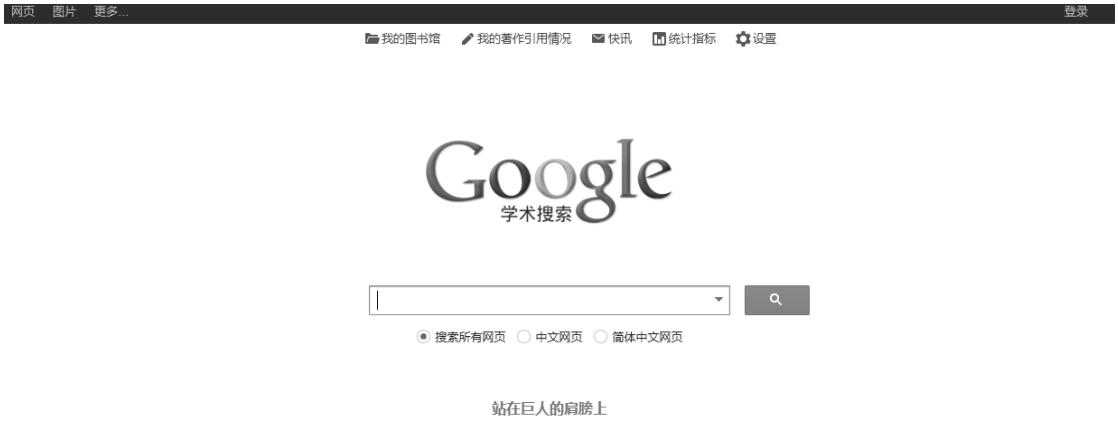 网页 图片 更多... 登录
我的图书馆 我的著作引用情况 快讯 统计指标 设置
Google
学术搜索
搜索所有网页 中文网页 简体中文网页
站在巨人的肩膀上